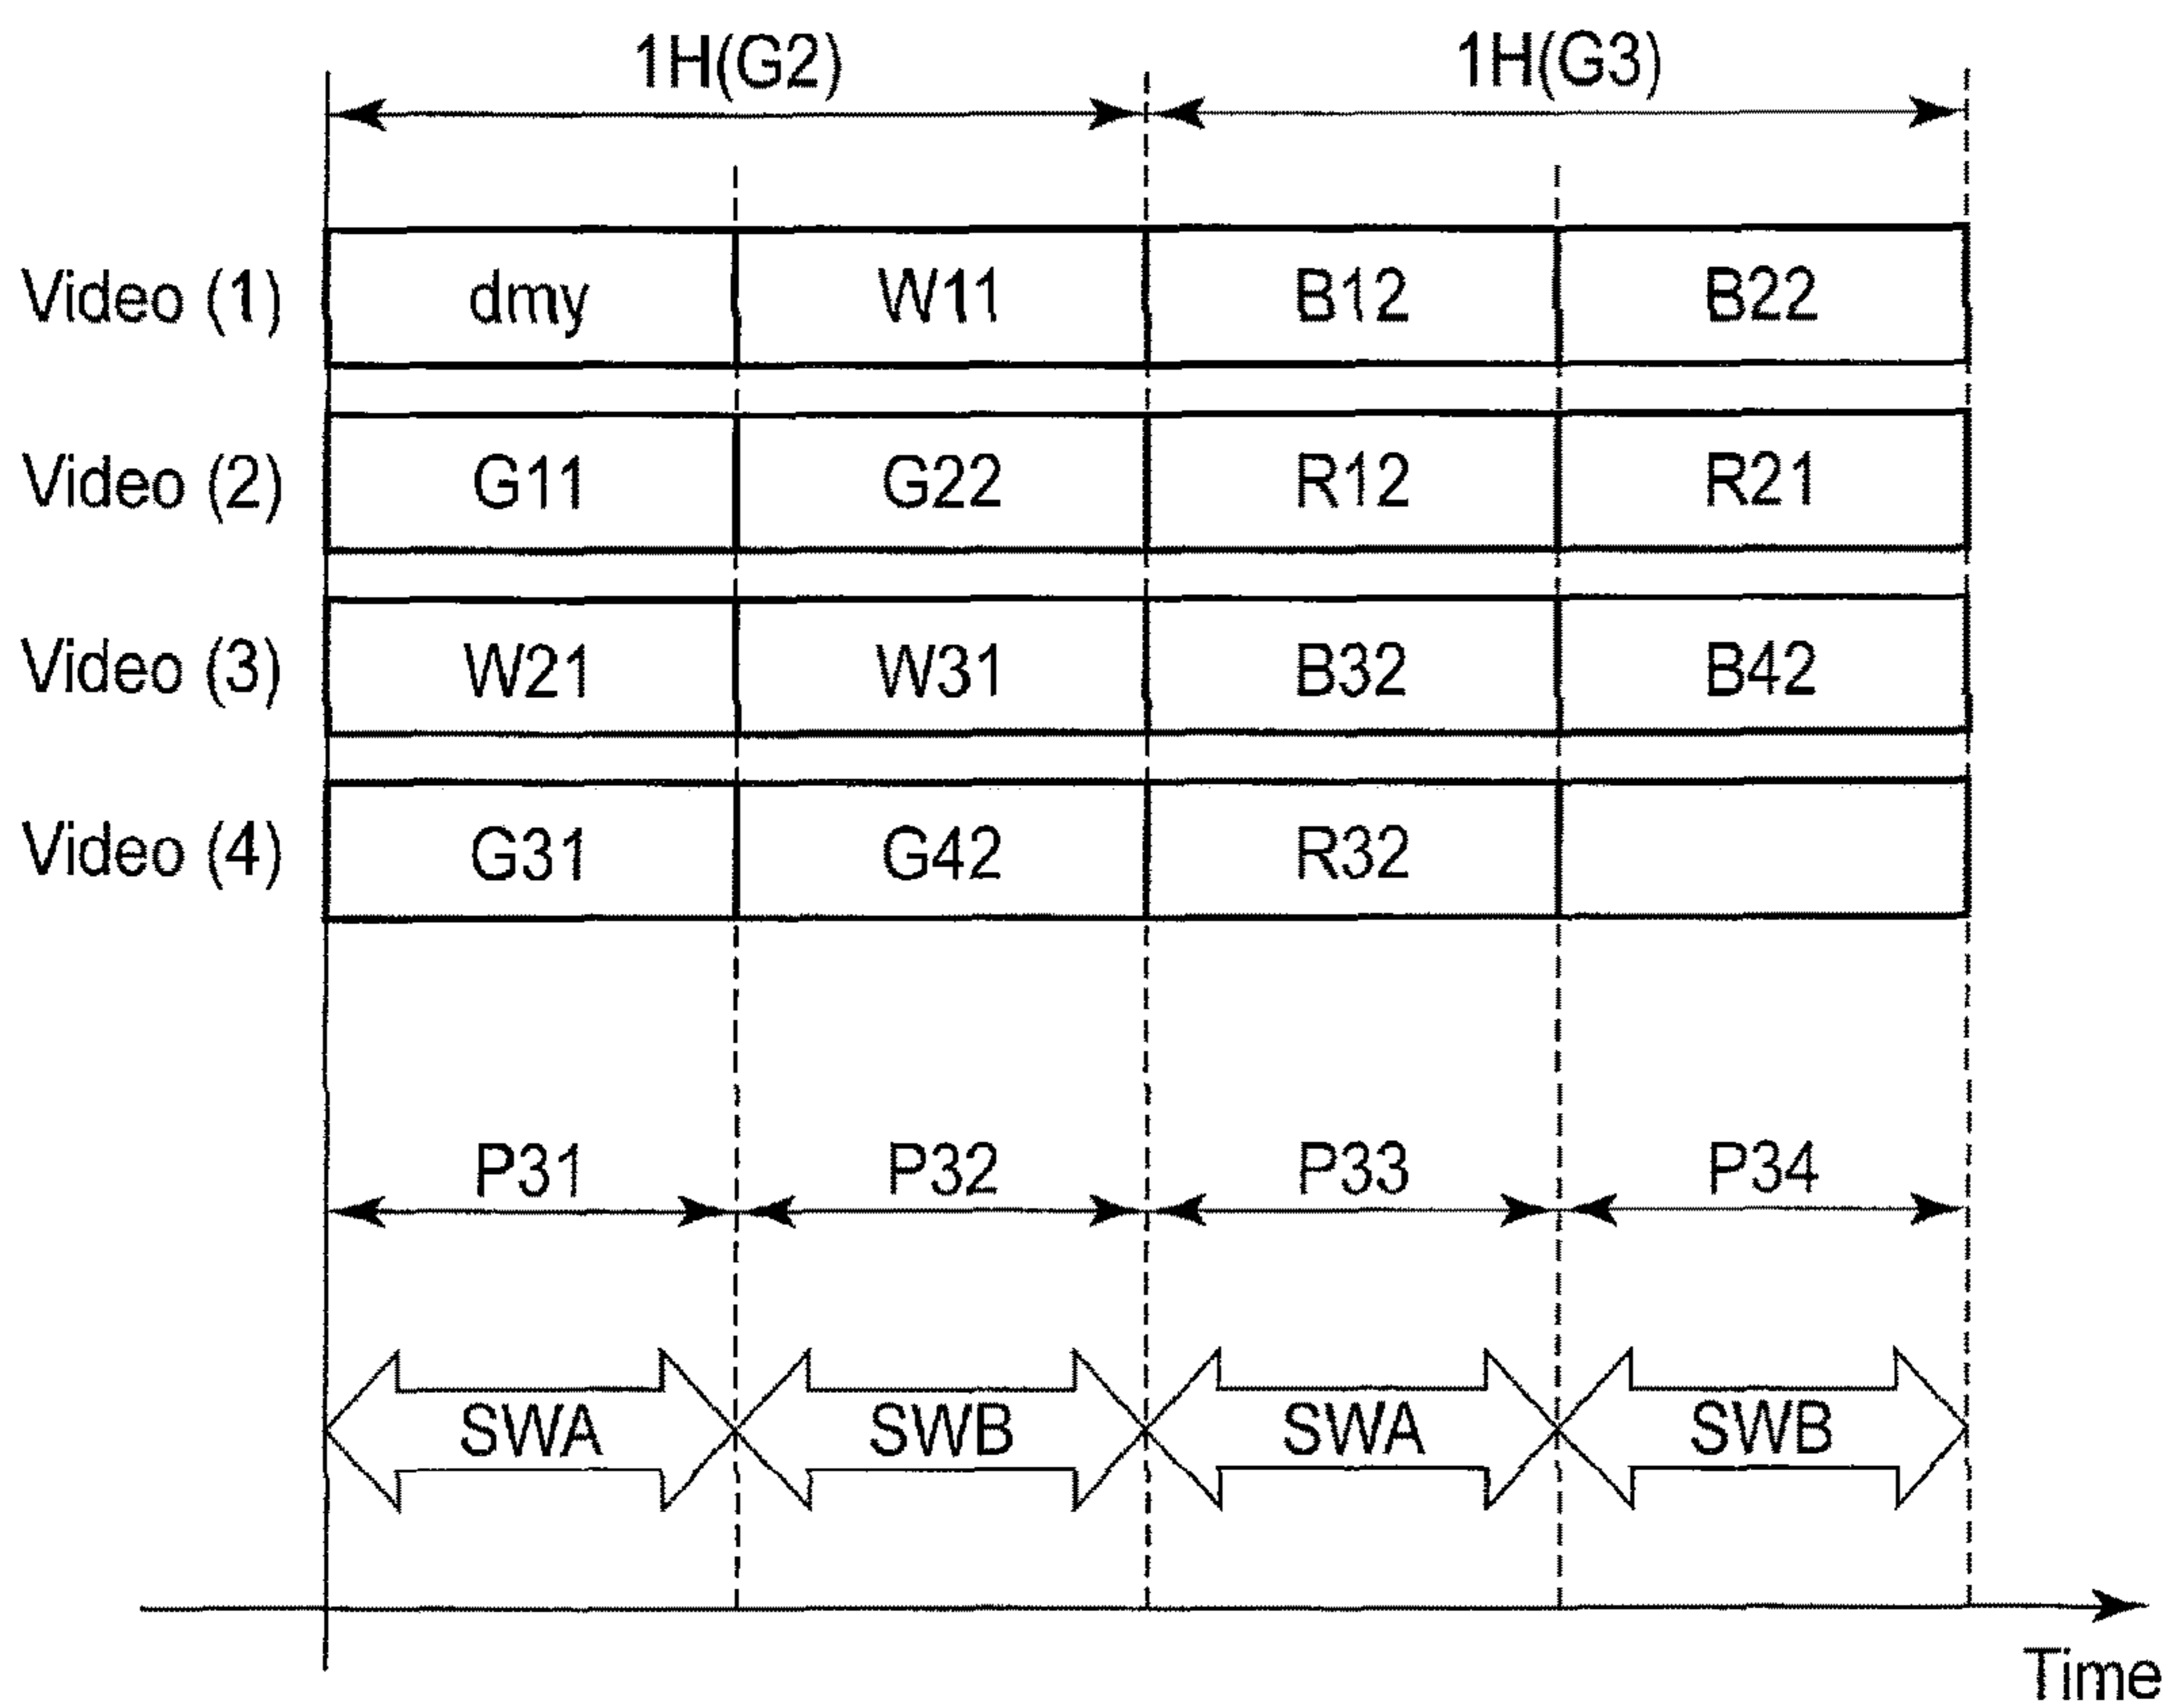 1H(G2) 1H(G3)
Video (1) dmy W11 B12 B22
Video (2) G11 G22 R12 R21
Video (3) W21 W31 B32 B42
Video (4) G31 G42 R32
P31 P32 P33 P34
SWA SWB SWA SWB
Time